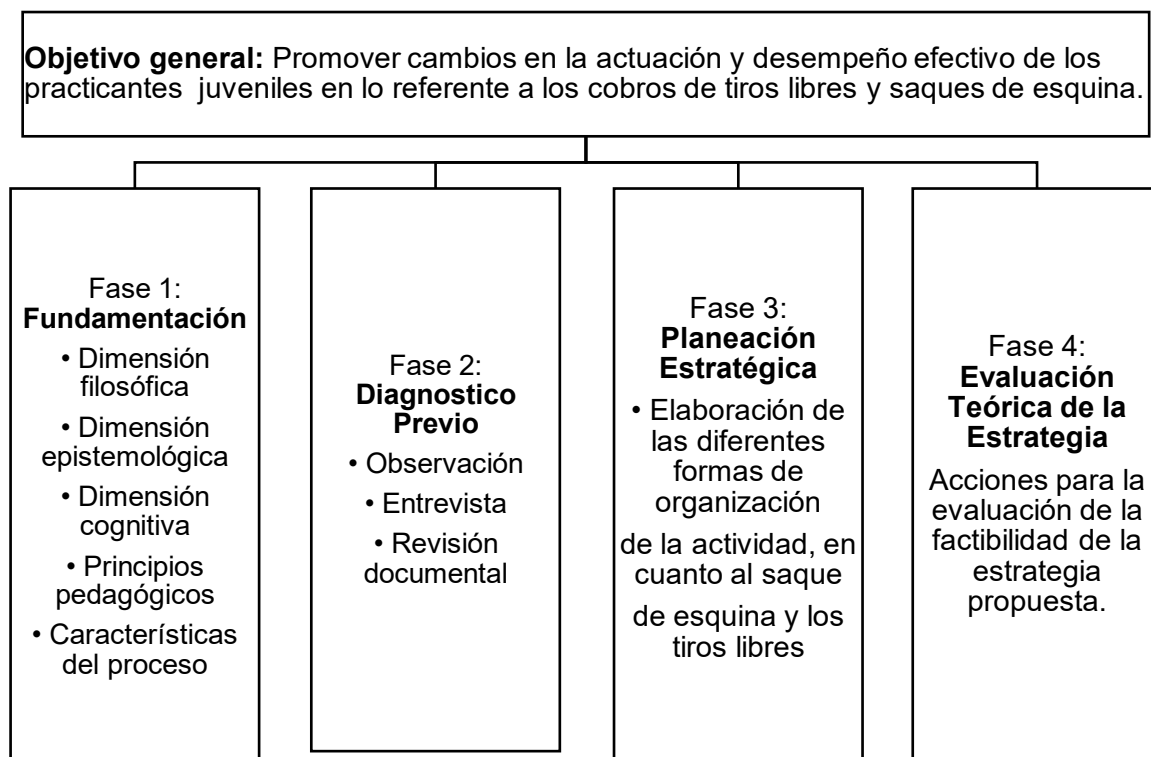 Objetivo general: Promover cambios en la actuación y desempeño efectivo de los
practicantes juveniles en lo referente a los cobros de tiros libres y saques de esquina.
Fase 1:
Fundamentación
• Dimensión
filosófica
• Dimensión
epistemológica
• Dimensión
cognitiva
• Principios
pedagógicos
• Características
del proceso
Fase 2:
Diagnostico
Previo
• Observación
• Entrevista
• Revisión
documental
Fase 3:
Planeación
Estratégica
• Elaboración de
las diferentes
formas de
organización
de la actividad, en
cuanto al saque
de esquina y los
tiros libres
Fase 4:
Evaluación
Teórica de la
Estrategia
Acciones para la
evaluación de la
factibilidad de la
estrategia
propuesta.